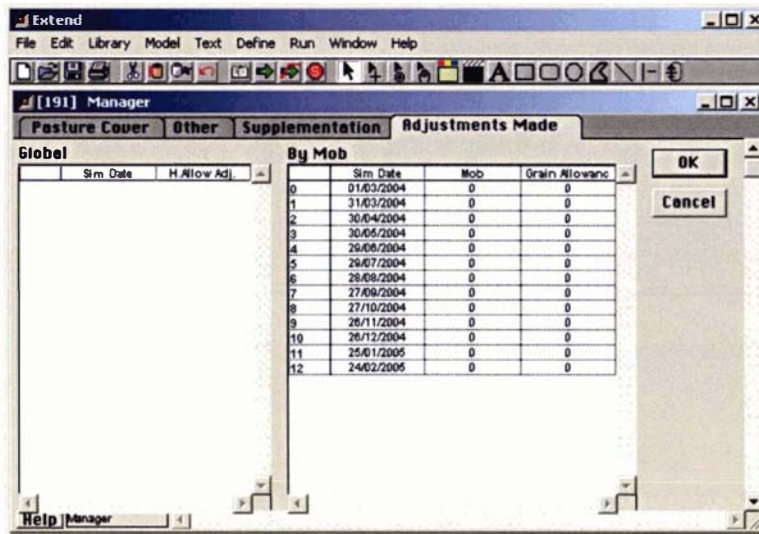 Extend
File Edit Library Model Text Define Run Window Help
[191] Manager
Pasture Cover Other Supplementation Adjustments Made
Global
Sim Date H.Allow Adj.
By Mob
Sim Date Mob Grain Allowanc
0 01/03/2004 0 0
1 31/03/2004 0 0
2 30/04/2004 0 0
3 30/05/2004 0 0
4 29/06/2004 0 0
5 29/07/2004 0 0
6 28/08/2004 0 0
7 27/09/2004 0 0
8 27/10/2004 0 0
9 26/11/2004 0 0
10 26/12/2004 0 0
11 25/01/2005 0 0
12 24/02/2005 0 0
OK
Cancel
Help Manager